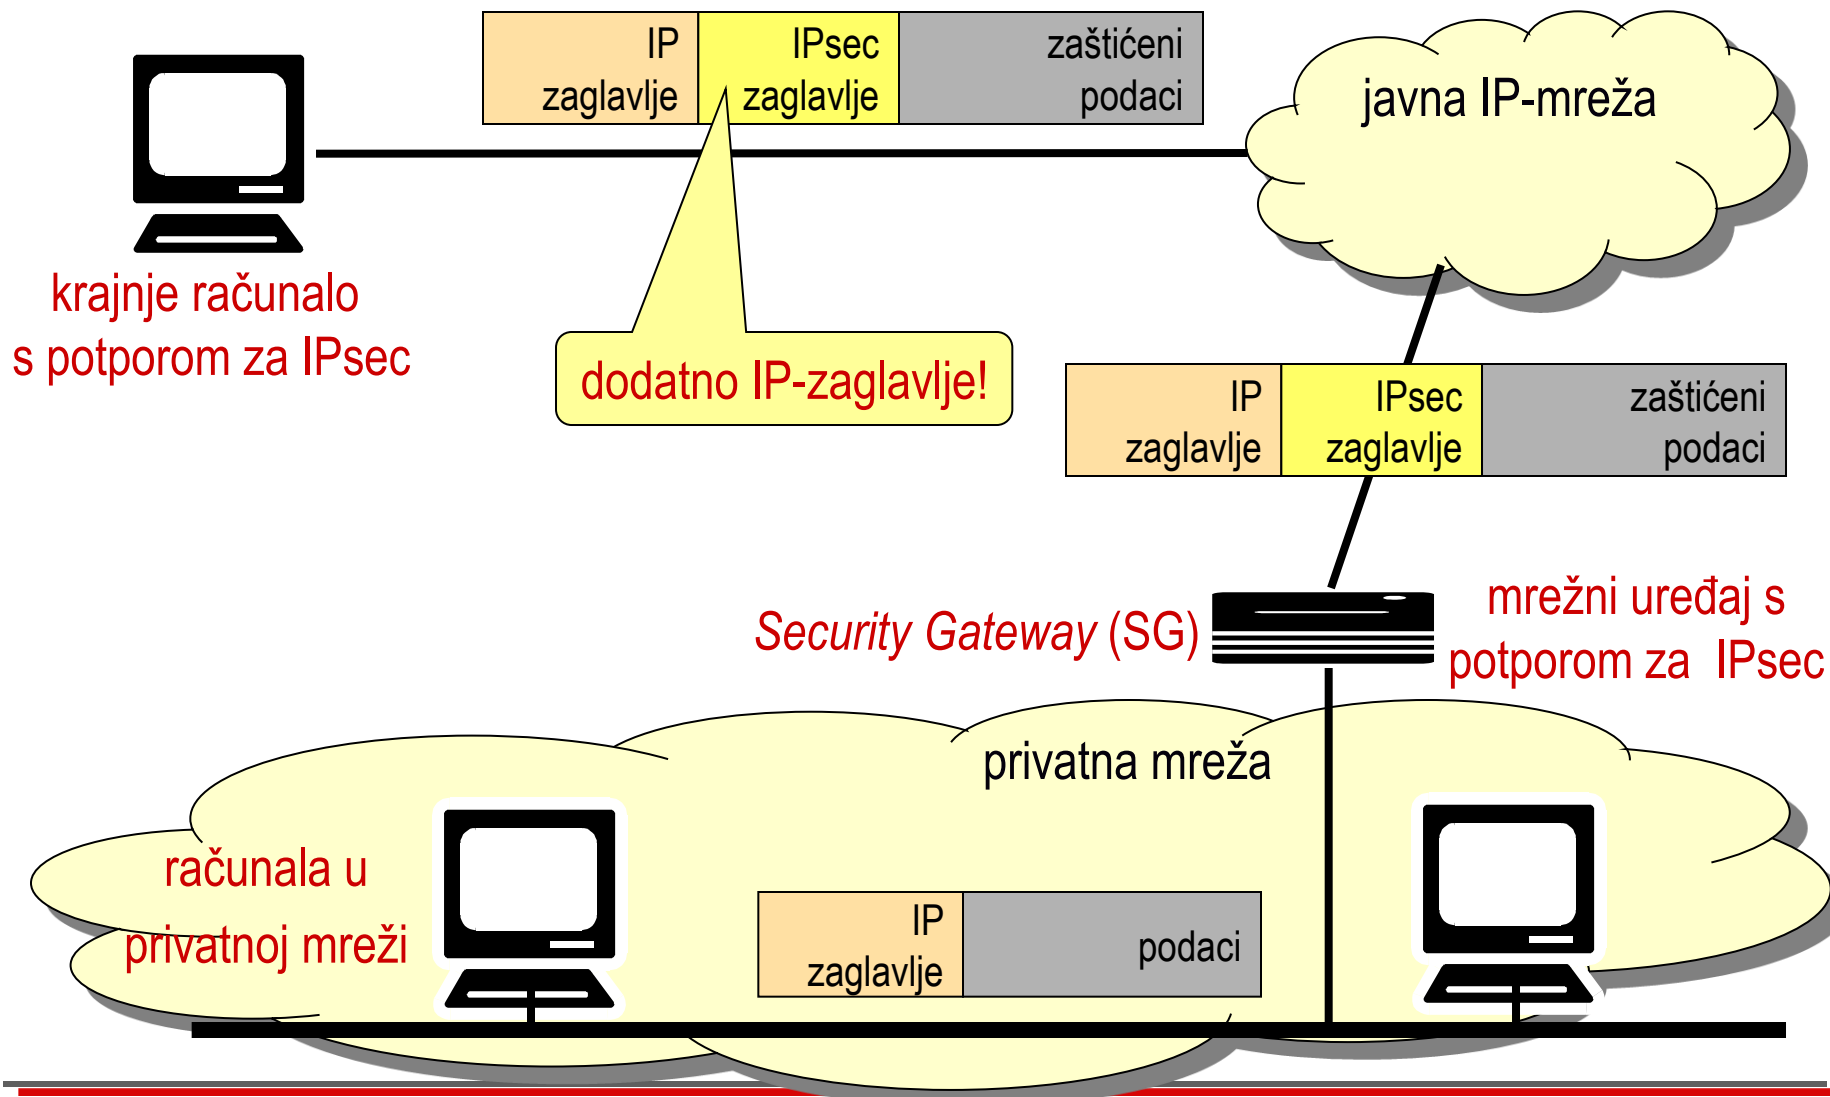 IP
zaglavlje
IPsec
zaglavlje
zaštićeni
podaci
javna IP-mreža
krajnje računalo
s potporom za IPsec
dodatno IP-zaglavlje!
IP
zaglavlje
IPsec
zaglavlje
zaštićeni
podaci
Security Gateway (SG)
mrežni uređaj s
potporom za IPsec
privatna mreža
računala u
privatnoj mreži
IP
zaglavlje
podaci